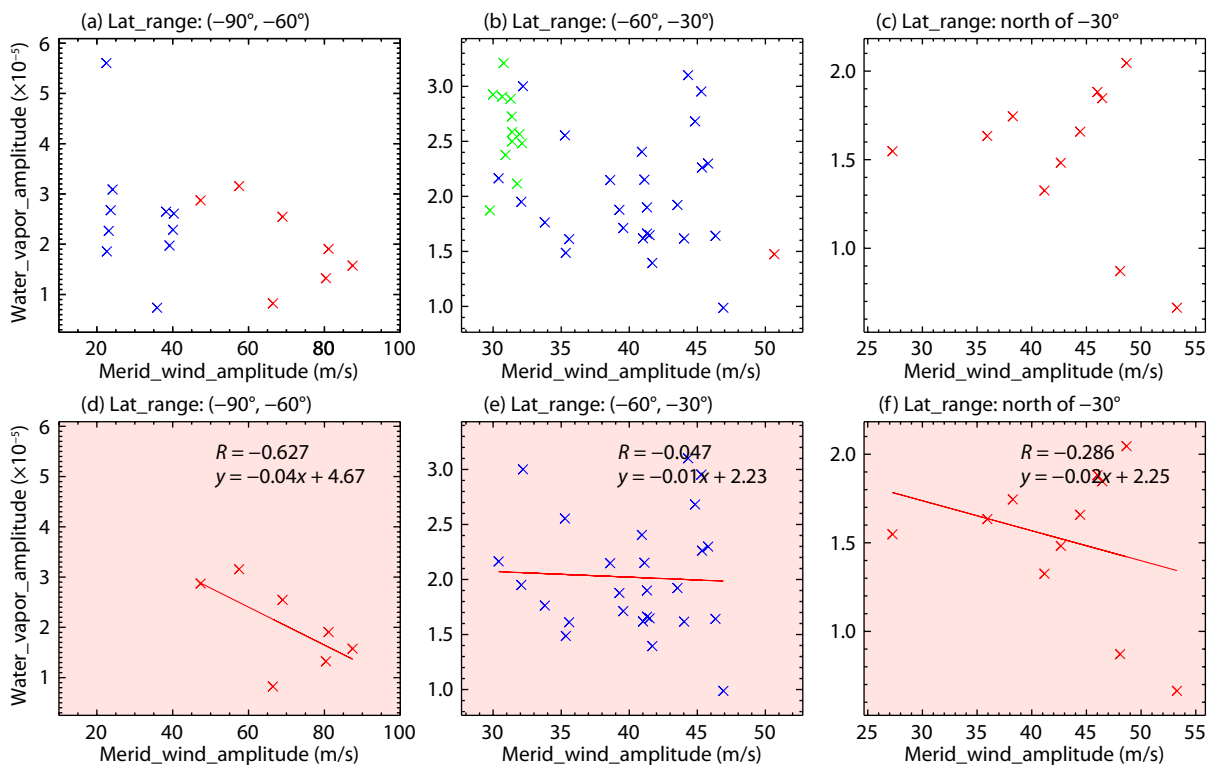 (a) Lat_range: (−90°, −60°)
(b) Lat_range: (−60°, −30°)
(c) Lat_range: north of −30°
Water_vapor_amplitude (×10⁻⁵)
6
5
4
3
2
1
20 40 60 80 100
Merid_wind_amplitude (m/s)
3.0
2.5
2.0
1.5
1.0
30 35 40 45 50
Merid_wind_amplitude (m/s)
2.0
1.5
1.0
25 30 35 40 45 50 55
Merid_wind_amplitude (m/s)
(d) Lat_range: (−90°, −60°)
(e) Lat_range: (−60°, −30°)
(f) Lat_range: north of −30°
Water_vapor_amplitude (×10⁻⁵)
6
5
4
3
2
1
R = −0.627
y = −0.04x + 4.67
20 40 60 80 100
Merid_wind_amplitude (m/s)
3.0
2.5
2.0
1.5
1.0
R = −0.047
y = −0.01x + 2.23
30 35 40 45 50
Merid_wind_amplitude (m/s)
2.0
1.5
1.0
R = −0.286
y = −0.02x + 2.25
25 30 35 40 45 50 55
Merid_wind_amplitude (m/s)